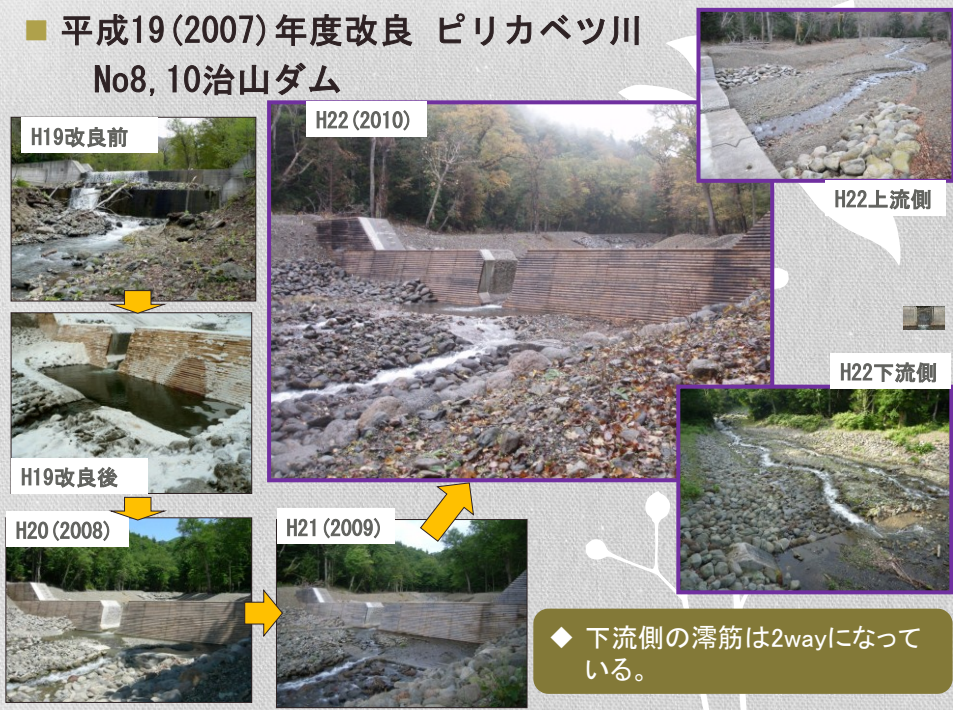 ■ 平成19(2007)年度改良 ピリカベツ川
No8,10治山ダム
H19改良前
H22(2010)
H22上流側
H22下流側
H19改良後
H20(2008)
H21(2009)
◆ 下流側の澪筋は2wayになって
いる。